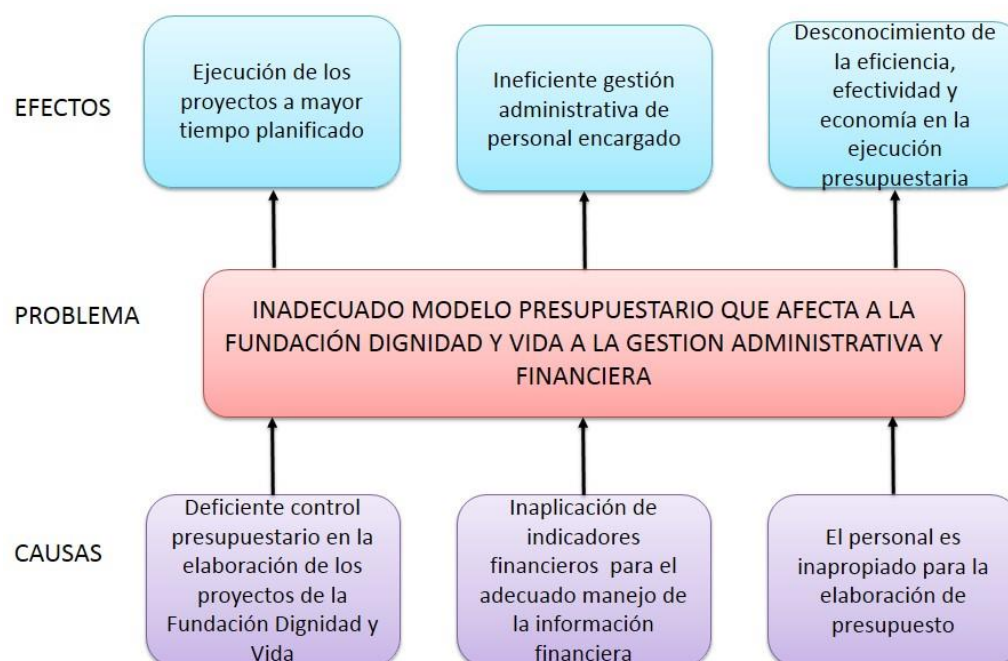 EFECTOS
Ejecución de los
proyectos a mayor
tiempo planificado
Ineficiente gestión
administrativa de
personal encargado
Desconocimiento de
la eficiencia,
efectividad y
economía en la
ejecución
presupuestaria
PROBLEMA
INADECUADO MODELO PRESUPUESTARIO QUE AFECTA A LA
FUNDACIÓN DIGNIDAD Y VIDA A LA GESTION ADMINISTRATIVA Y
FINANCIERA
CAUSAS
Deficiente control
presupuestario en la
elaboración de los
proyectos de la
Fundación Dignidad y
Vida
Inaplicación de
indicadores
financieros para el
adecuado manejo de
la información
financiera
El personal es
inapropiado para la
elaboración de
presupuesto